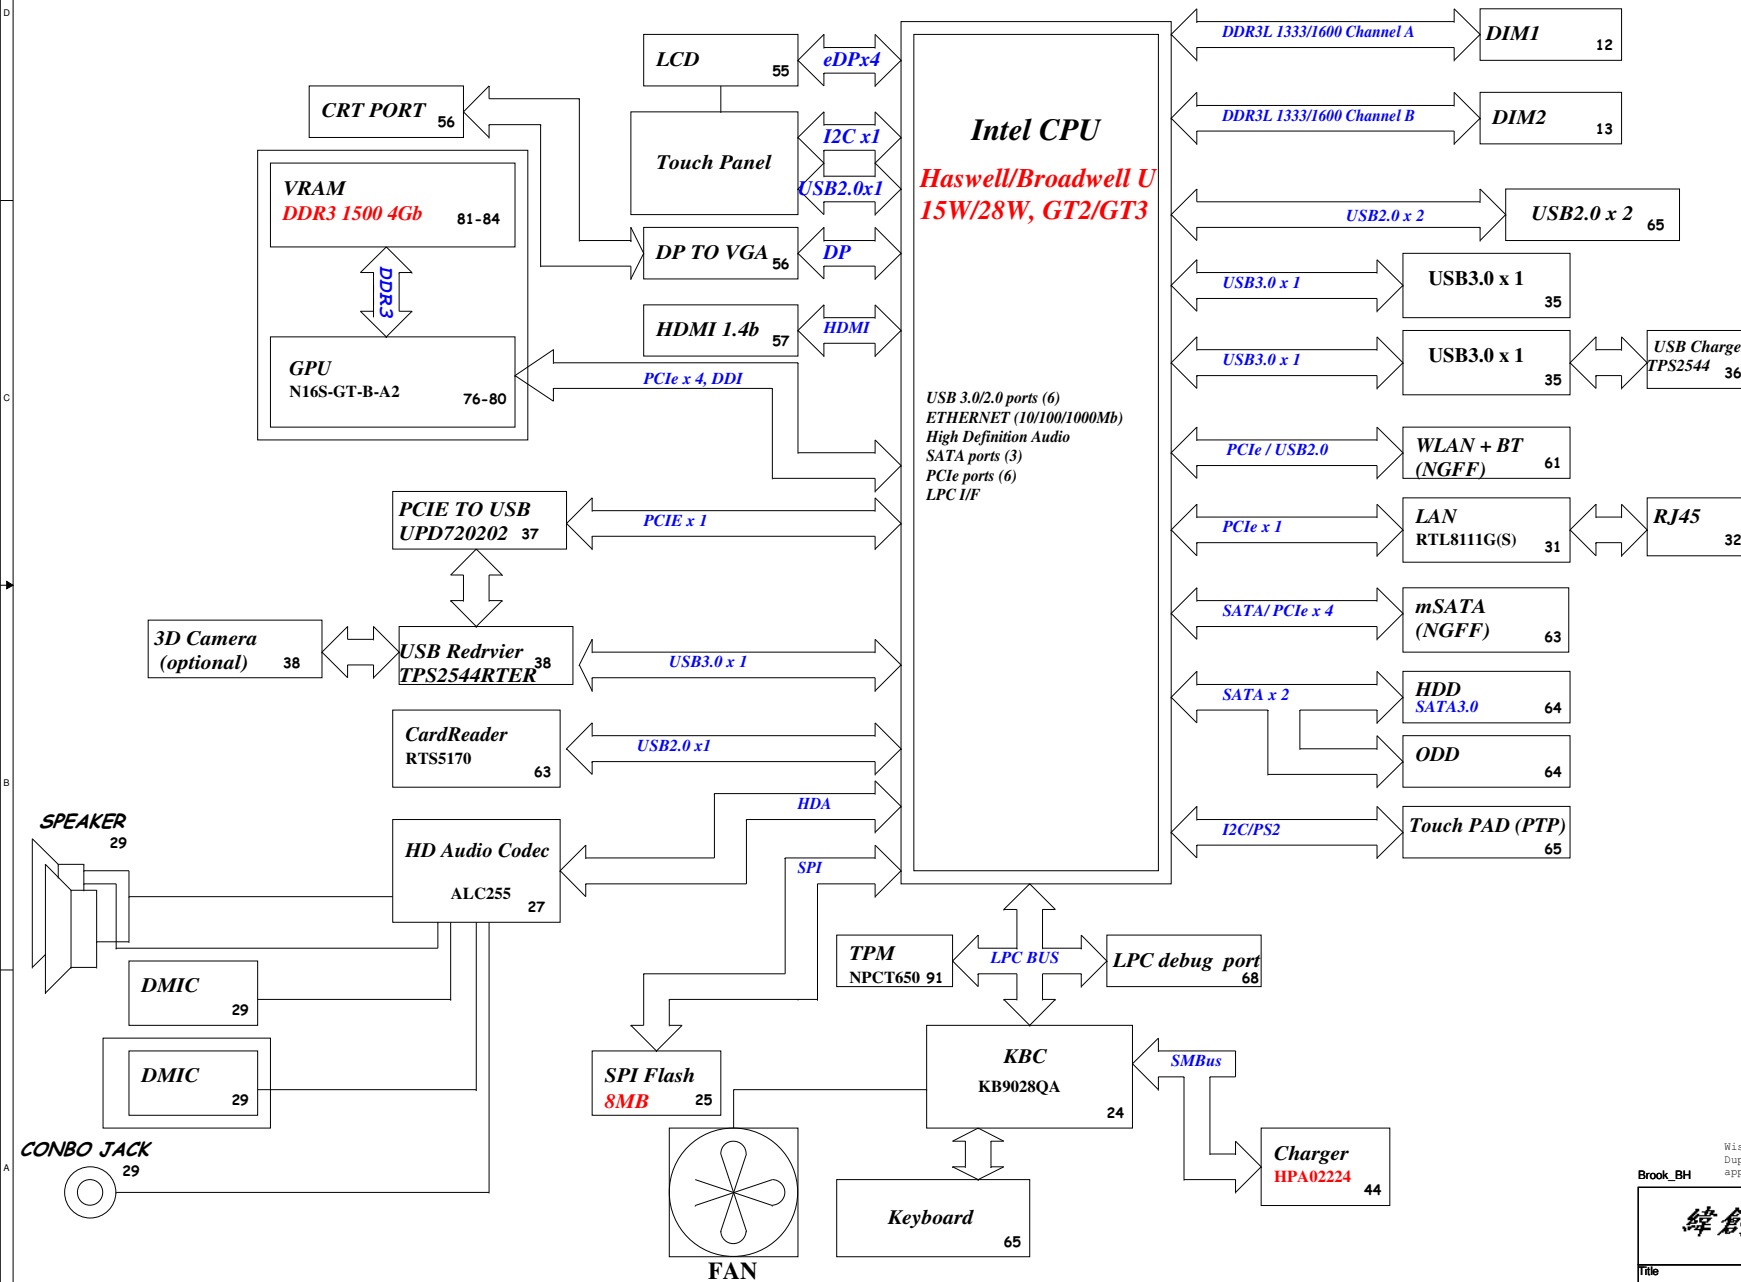 D
LCD
55
eDPx4
DDR3L 1333/1600 Channel A
DIM1
12
CRT PORT
56
Touch Panel
I2C x1
USB2.0x1
Intel CPU
Haswell/Broadwell U
15W/28W, GT2/GT3
DDR3L 1333/1600 Channel B
DIM2
13
VRAM
DDR3 1500 4Gb
81-84
DDR3
DP TO VGA
56
DP
USB2.0 x 2
USB2.0 x 2
65
USB3.0 x 1
USB3.0 x 1
35
HDMI 1.4b
57
HDMI
GPU
N16S-GT-B-A2
76-80
PCIe x 4, DDI
USB3.0 x 1
USB3.0 x 1
35
USB Charge
TPS2544
36
C
USB 3.0/2.0 ports (6)
ETHERNET (10/100/1000Mb)
High Definition Audio
SATA ports (3)
PCIe ports (6)
LPC I/F
PCIe / USB2.0
WLAN + BT
(NGFF)
61
PCIE TO USB
UPD720202
37
PCIE x 1
PCIe x 1
LAN
RTL8111G(S)
31
RJ45
32
3D Camera
(optional)
38
USB Redrvier
TPS2544RTER
38
USB3.0 x 1
SATA/ PCIe x 4
mSATA
(NGFF)
63
CardReader
RTS5170
63
USB2.0 x1
SATA x 2
HDD
SATA3.0
64
ODD
64
B
SPEAKER
29
HD Audio Codec
ALC255
27
HDA
SPI
I2C/PS2
Touch PAD (PTP)
65
TPM
NPCT650
91
LPC BUS
LPC debug port
68
DMIC
29
DMIC
29
SPI Flash
8MB
25
KBC
KB9028QA
24
SMBus
CONBO JACK
29
A
FAN
Keyboard
65
Charger
HPA02224
44
Wis
Dup
app
Brook_BH
緯創
Title